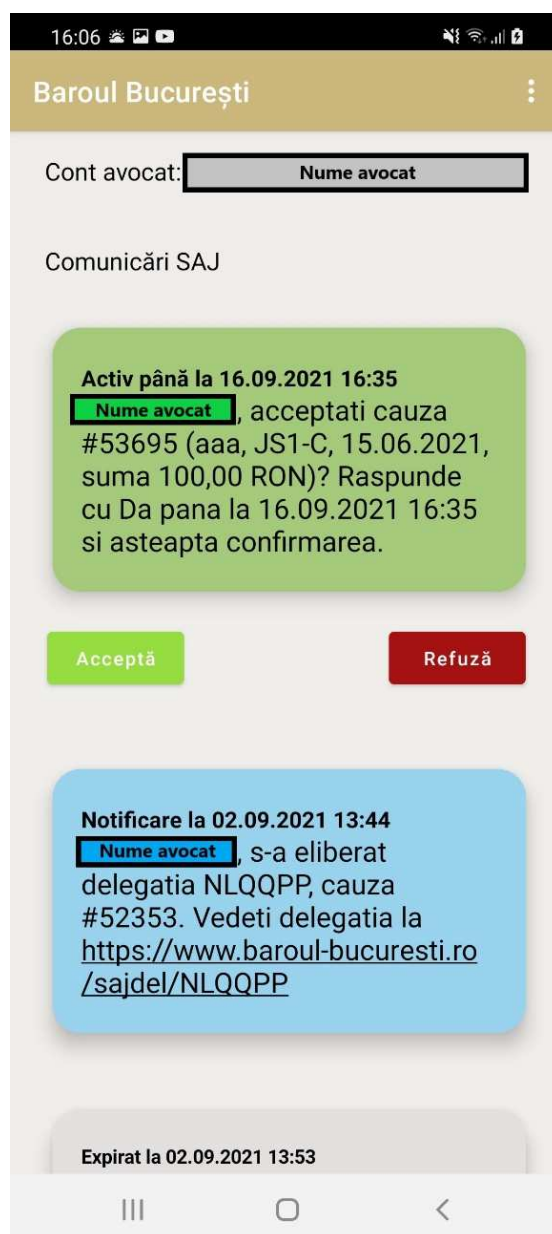 16:06
Baroul București
Cont avocat: Nume avocat
Comunicări SAJ
Activ până la 16.09.2021 16:35
Nume avocat , acceptati cauza
#53695 (aaa, JS1-C, 15.06.2021,
suma 100,00 RON)? Raspunde
cu Da pana la 16.09.2021 16:35
si asteapta confirmarea.
Acceptă Refuză
Notificare la 02.09.2021 13:44
Nume avocat , s-a eliberat
delegatia NLQQPP, cauza
#52353. Vedeti delegatia la
https://www.baroul-bucuresti.ro
/sajdel/NLQQPP
Expirat la 02.09.2021 13:53